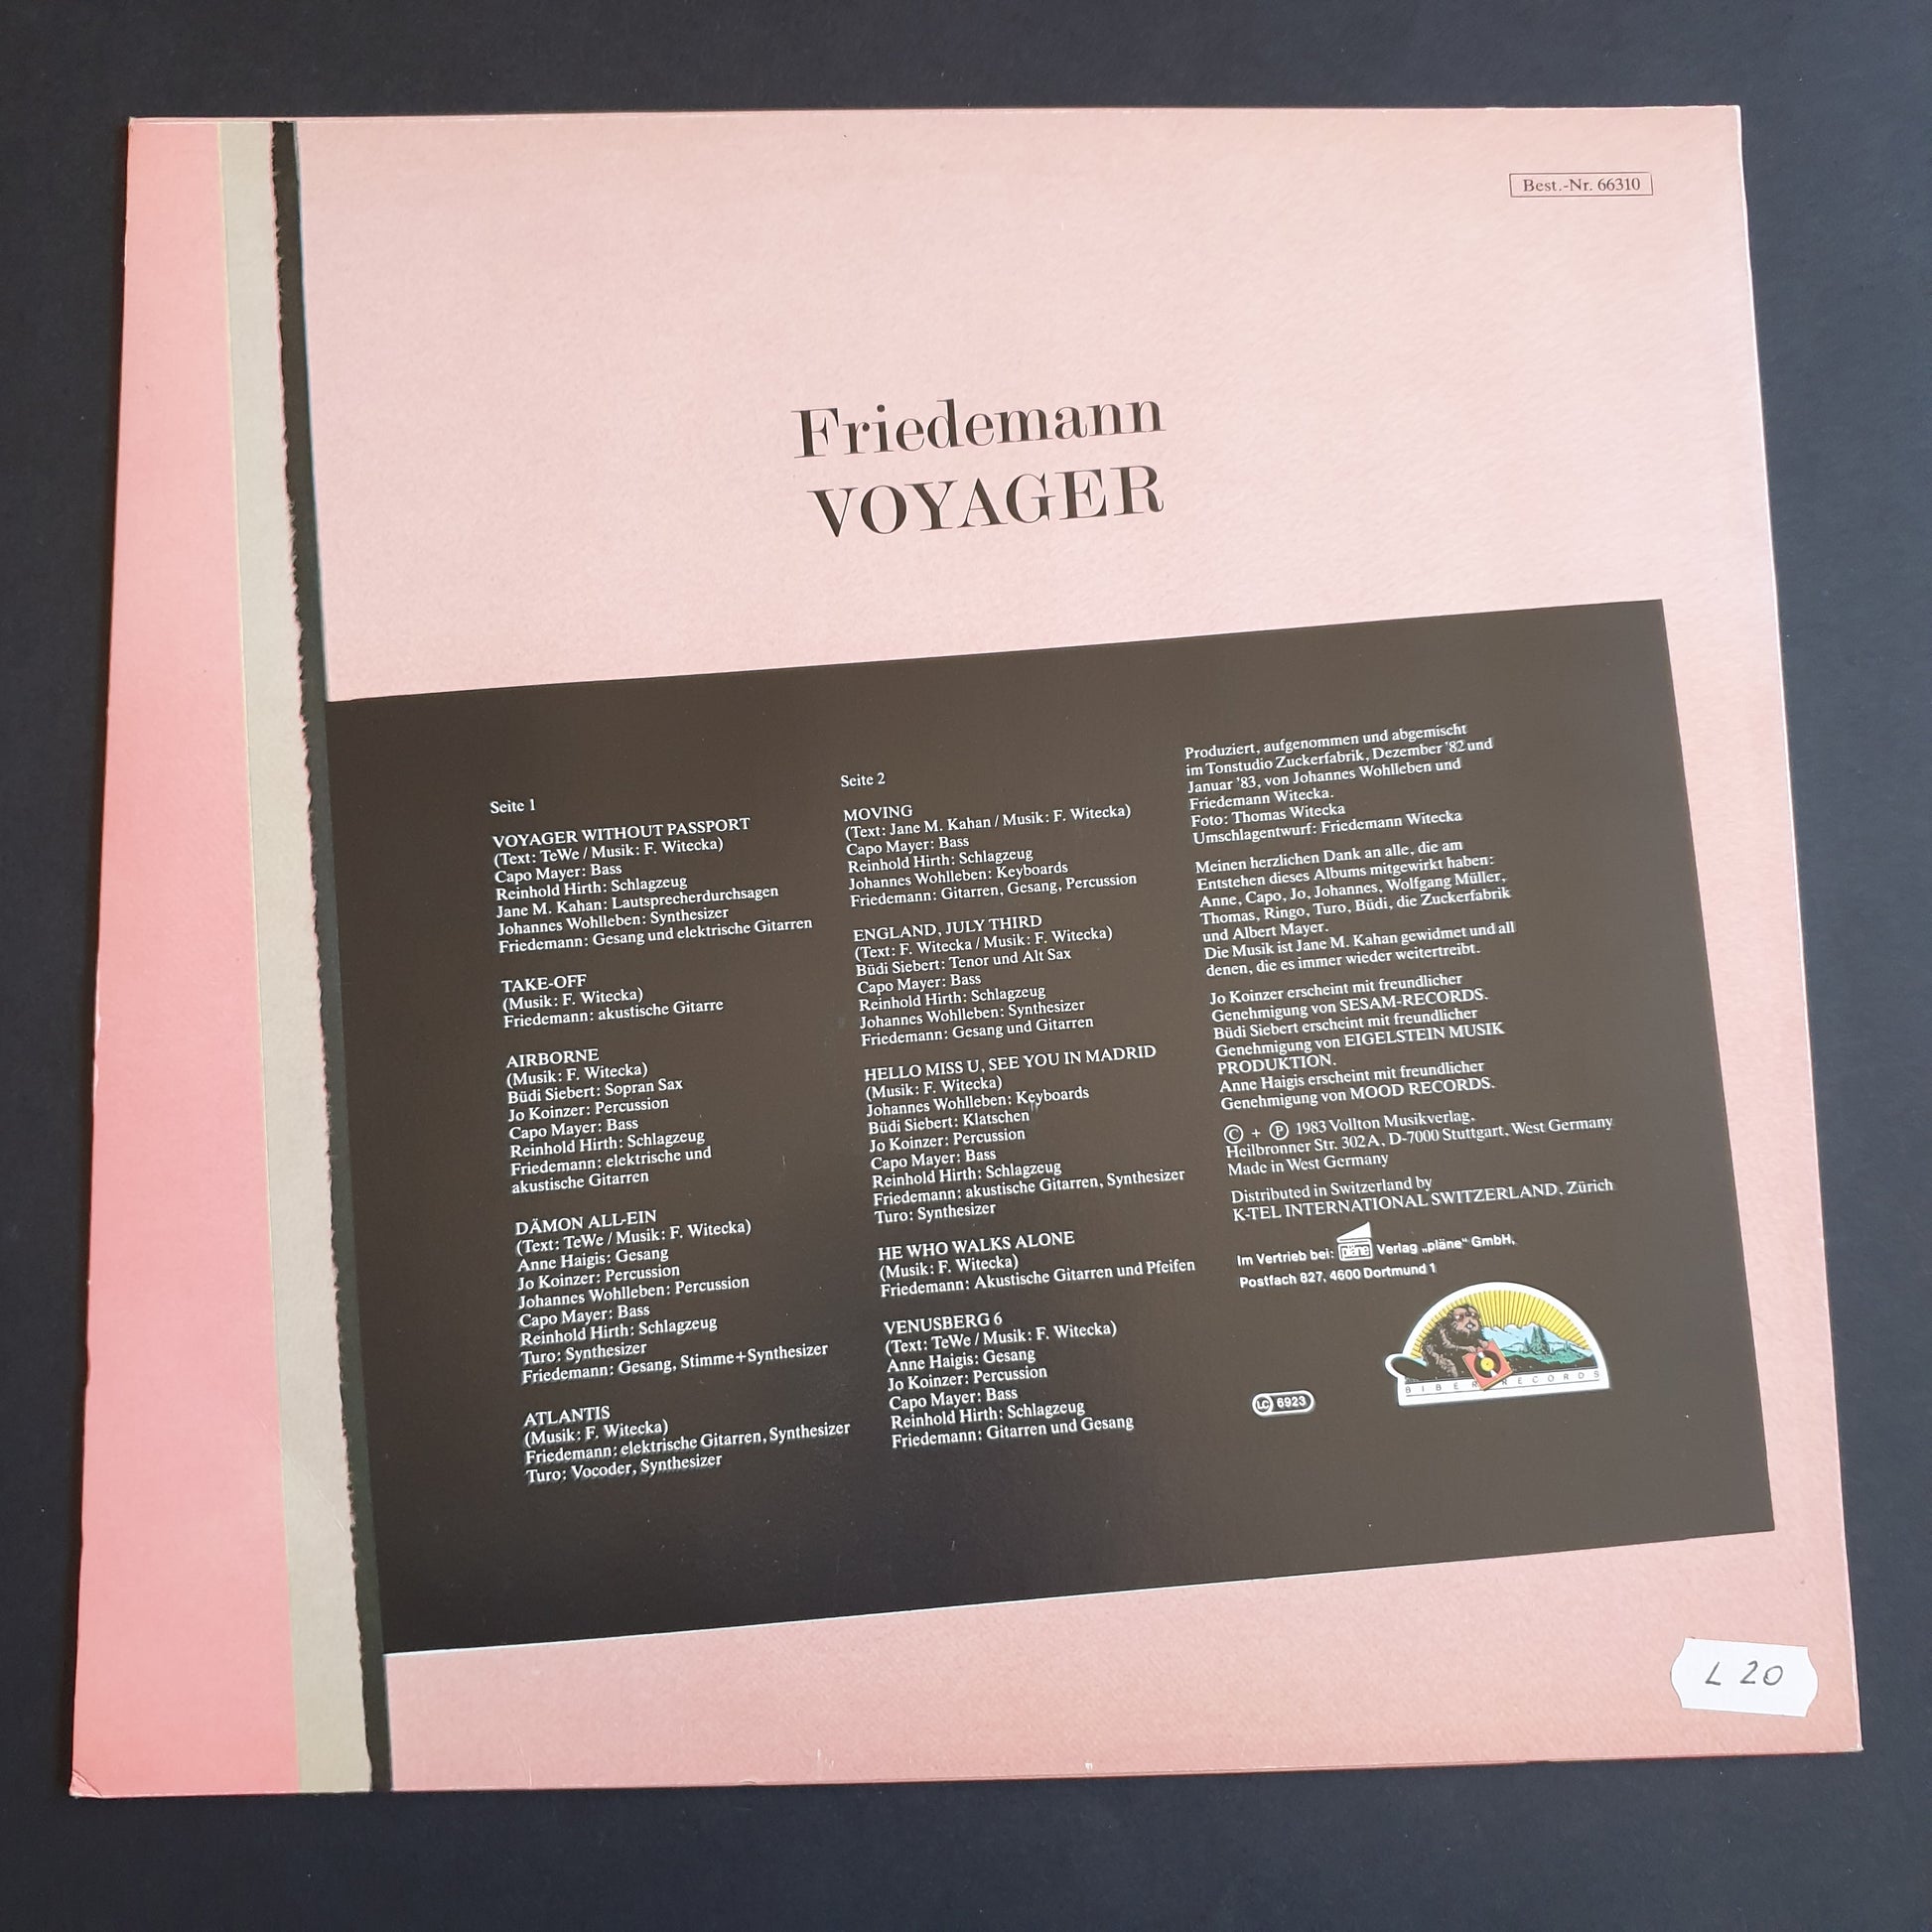 Best.-Nr. 66310
Friedemann
VOYAGER
Seite 1
VOYAGER WITHOUT PASSPORT
(Text: TeWe / Musik: F. Witecka)
Capo Mayer: Bass
Reinhold Hirth: Schlagzeug
Jane M. Kahan: Lautsprecherdurchsagen
Johannes Wohlleben: Synthesizer
Friedemann: Gesang und elektrische Gitarren
TAKE-OFF
(Musik: F. Witecka)
Friedemann: akustische Gitarre
AIRBORNE
(Musik: F. Witecka)
Büdi Siebert: Sopran Sax
Jo Koinzer: Percussion
Capo Mayer: Bass
Reinhold Hirth: Schlagzeug
Friedemann: elektrische und
akustische Gitarren
DÄMON ALL-EIN
(Text: TeWe / Musik: F. Witecka)
Anne Haigis: Gesang
Jo Koinzer: Percussion
Johannes Wohlleben: Percussion
Capo Mayer: Bass
Reinhold Hirth: Schlagzeug
Turo: Synthesizer
Friedemann: Gesang, Stimme+Synthesizer
ATLANTIS
(Musik: F. Witecka)
Friedemann: elektrische Gitarren, Synthesizer
Turo: Vocoder, Synthesizer
Seite 2
MOVING
(Text: Jane M. Kahan / Musik: F. Witecka)
Capo Mayer: Bass
Reinhold Hirth: Schlagzeug
Johannes Wohlleben: Keyboards
Friedemann: Gitarren, Gesang, Percussion
ENGLAND, JULY THIRD
(Text: F. Witecka / Musik: F. Witecka)
Büdi Siebert: Tenor und Alt Sax
Capo Mayer: Bass
Reinhold Hirth: Schlagzeug
Johannes Wohlleben: Synthesizer
Friedemann: Gesang und Gitarren
HELLO MISS U, SEE YOU IN MADRID
(Musik: F. Witecka)
Johannes Wohlleben: Keyboards
Büdi Siebert: Klatschen
Jo Koinzer: Percussion
Capo Mayer: Bass
Reinhold Hirth: Schlagzeug
Friedemann: akustische Gitarren, Synthesizer
Turo: Synthesizer
HE WHO WALKS ALONE
(Musik: F. Witecka)
Friedemann: Akustische Gitarren und Pfeifen
VENUSBERG 6
(Text: TeWe / Musik: F. Witecka)
Anne Haigis: Gesang
Jo Koinzer: Percussion
Capo Mayer: Bass
Reinhold Hirth: Schlagzeug
Friedemann: Gitarren und Gesang
Produziert, aufgenommen und abgemischt
im Tonstudio Zuckerfabrik, Dezember '82 und
Januar '83, von Johannes Wohlleben und
Friedemann Witecka.
Foto: Thomas Witecka
Umschlagentwurf: Friedemann Witecka
Meinen herzlichen Dank an alle, die am
Entstehen dieses Albums mitgewirkt haben:
Anne, Capo, Jo, Johannes, Wolfgang Müller,
Thomas, Ringo, Turo, Büdi, die Zuckerfabrik
und Albert Mayer.
Die Musik ist Jane M. Kahan gewidmet und all
denen, die es immer wieder weitertreibt.
Jo Koinzer erscheint mit freundlicher
Genehmigung von SESAM-RECORDS.
Büdi Siebert erscheint mit freundlicher
Genehmigung von EIGELSTEIN MUSIK
PRODUKTION.
Anne Haigis erscheint mit freundlicher
Genehmigung von MOOD RECORDS.
© + ℗ 1983 Vollton Musikverlag,
Heilbronner Str. 302A, D-7000 Stuttgart, West Germany
Made in West Germany
Distributed in Switzerland by
K-TEL INTERNATIONAL SWITZERLAND, Zürich
Im Vertrieb bei: pläne Verlag „pläne“ GmbH,
Postfach 827, 4600 Dortmund 1
BIBER RECORDS
LC 6923
L 20